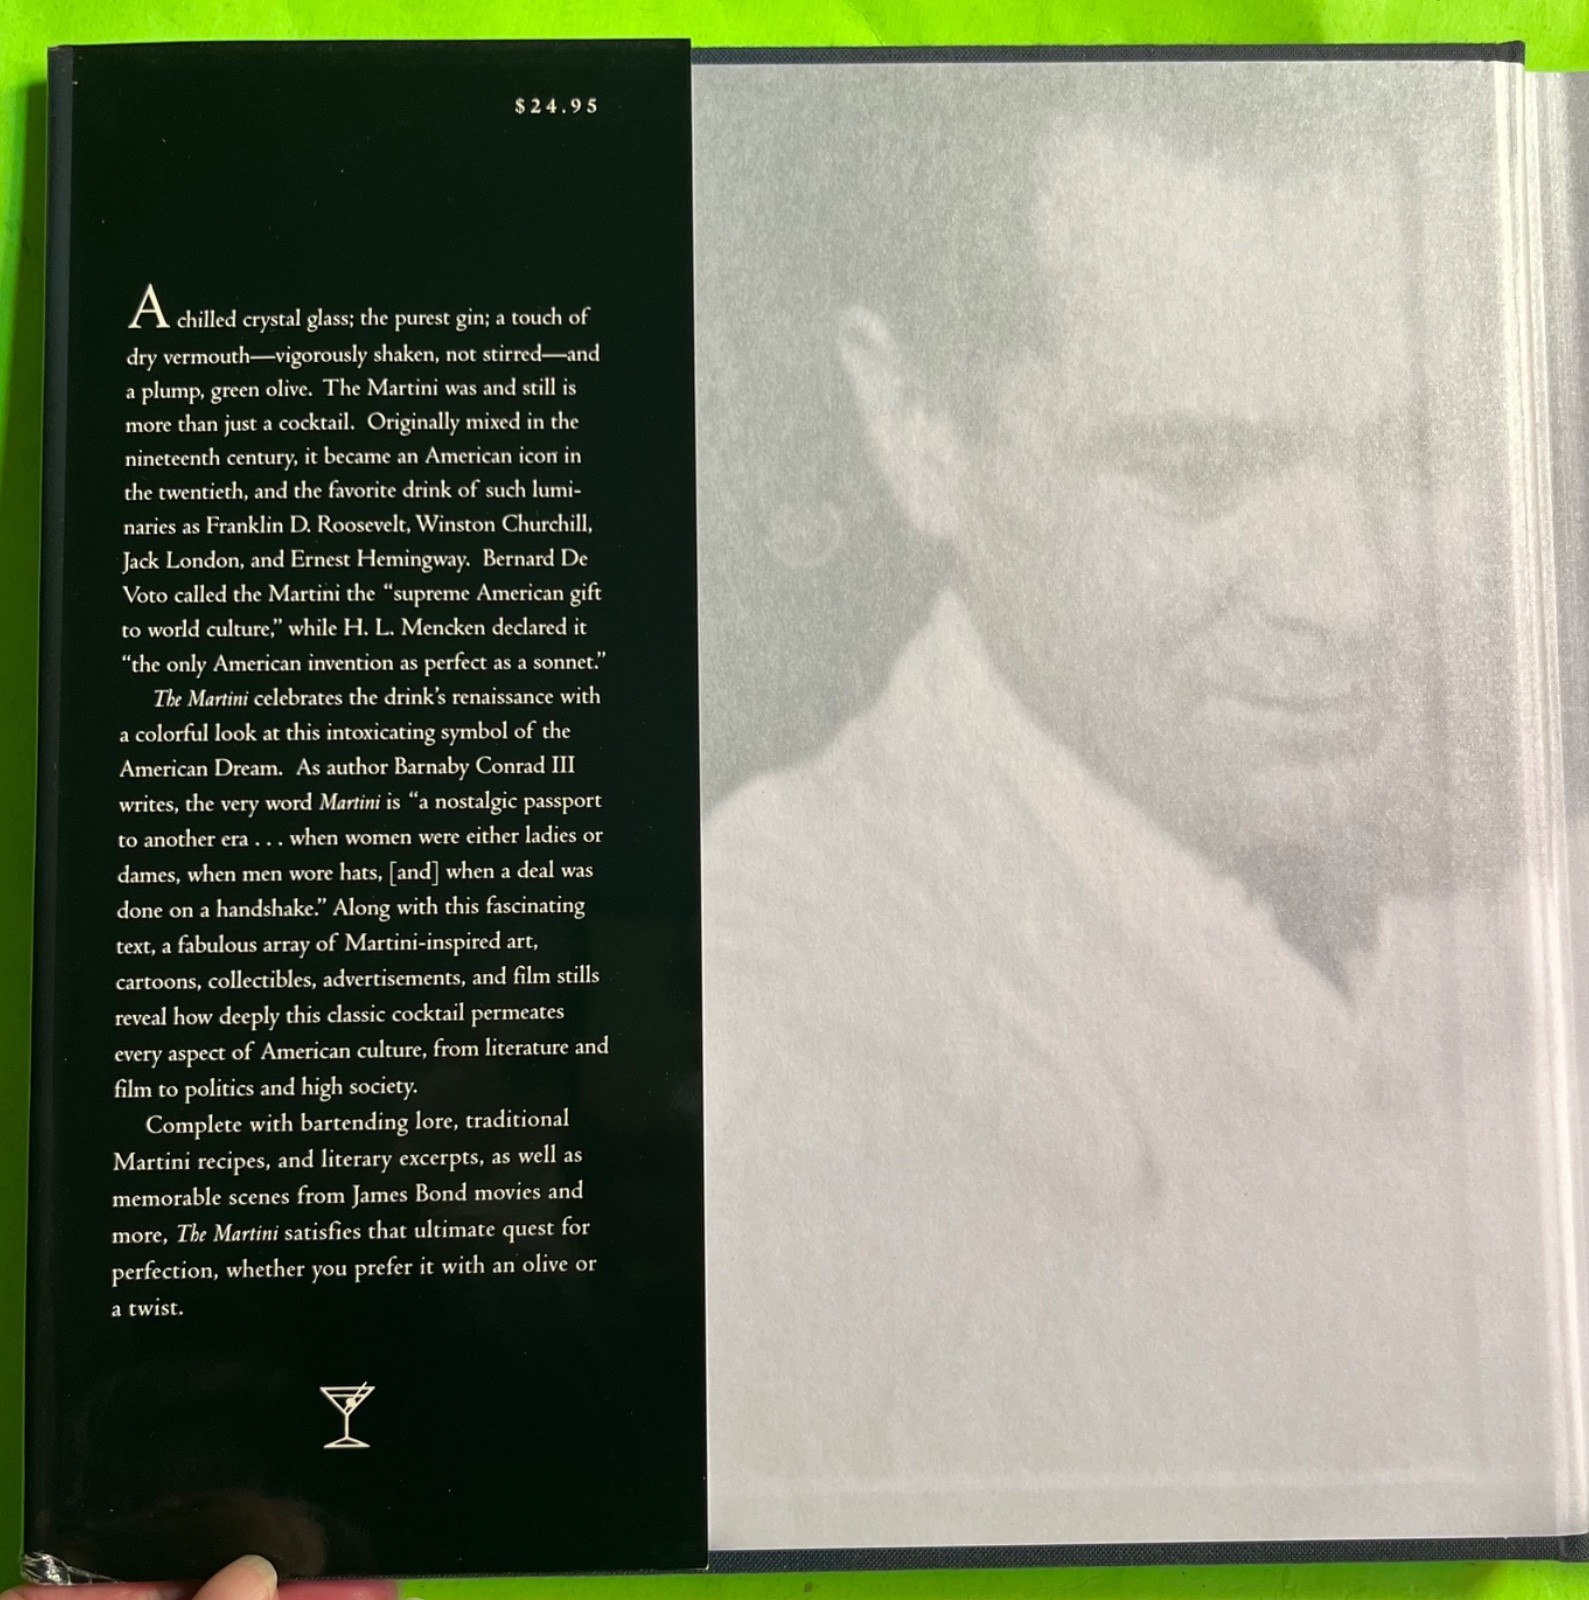 $24.95
A chilled crystal glass; the purest gin; a touch of
dry vermouth—vigorously shaken, not stirred—and
a plump, green olive. The Martini was and still is
more than just a cocktail. Originally mixed in the
nineteenth century, it became an American icon in
the twentieth, and the favorite drink of such lumi-
naries as Franklin D. Roosevelt, Winston Churchill,
Jack London, and Ernest Hemingway. Bernard De
Voto called the Martini the “supreme American gift
to world culture,” while H. L. Mencken declared it
“the only American invention as perfect as a sonnet.”
The Martini celebrates the drink’s renaissance with
a colorful look at this intoxicating symbol of the
American Dream. As author Barnaby Conrad III
writes, the very word Martini is “a nostalgic passport
to another era . . . when women were either ladies or
dames, when men wore hats, [and] when a deal was
done on a handshake.” Along with this fascinating
text, a fabulous array of Martini-inspired art,
cartoons, collectibles, advertisements, and film stills
reveal how deeply this classic cocktail permeates
every aspect of American culture, from literature and
film to politics and high society.
Complete with bartending lore, traditional
Martini recipes, and literary excerpts, as well as
memorable scenes from James Bond movies and
more, The Martini satisfies that ultimate quest for
perfection, whether you prefer it with an olive or
a twist.